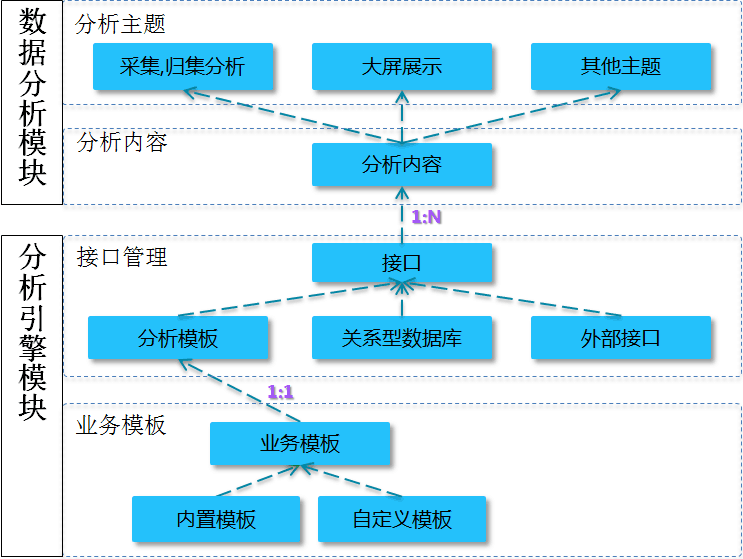 数据分析模块
分析主题
采集,归集分析
大屏展示
其他主题
分析内容
分析内容
1:N
分析引擎模块
接口管理
接口
分析模板
关系型数据库
外部接口
1:1
业务模板
业务模板
内置模板
自定义模板